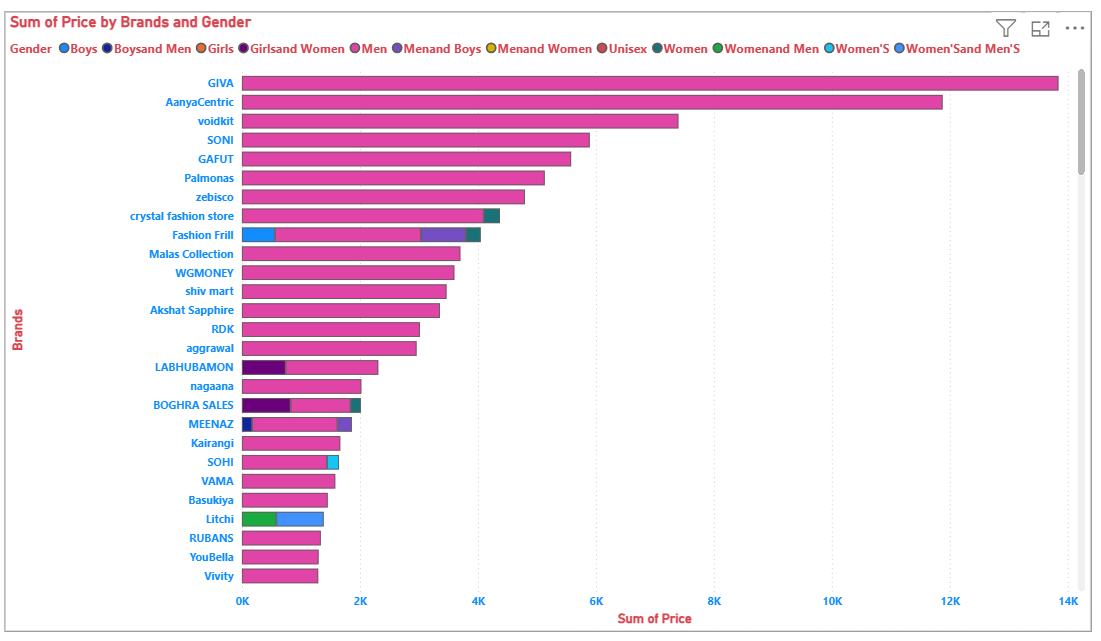 Sum of Price by Brands and Gender
Gender Boys Boysand Men Girls Girlsand Women Men Menand Boys Menand Women Unisex Women Womenand Men Women'S Women'Sand Men'S
Brands
GIVA
AanyaCentric
voidkit
SONI
GAFUT
Palmonas
zebisco
crystal fashion store
Fashion Frill
Malas Collection
WGMONEY
shiv mart
Akshat Sapphire
RDK
aggrawal
LABHUBAMON
nagaana
BOGHRA SALES
MEENAZ
Kairangi
SOHI
VAMA
Basukiya
Litchi
RUBANS
YouBella
Vivity
0K 2K 4K 6K 8K 10K 12K 14K
Sum of Price